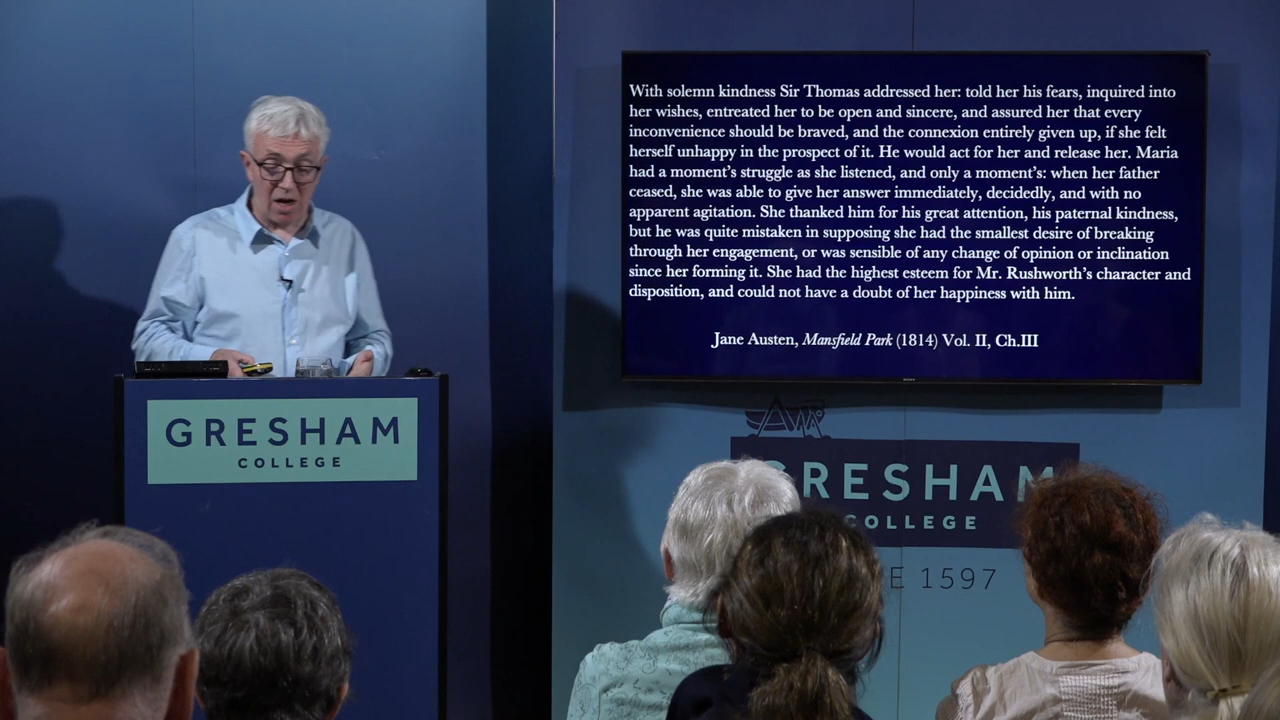 With solemn kindness Sir Thomas addressed her: told her his fears, inquired into
her wishes, entreated her to be open and sincere, and assured her that every
inconvenience should be braved, and the connexion entirely given up, if she felt
herself unhappy in the prospect of it. He would act for her and release her. Maria
had a moment's struggle as she listened, and only a moment's: when her father
ceased, she was able to give her answer immediately, decidedly, and with no
apparent agitation. She thanked him for his great attention, his paternal kindness,
but he was quite mistaken in supposing she had the smallest desire of breaking
through her engagement, or was sensible of any change of opinion or inclination
since her forming it. She had the highest esteem for Mr. Rushworth's character and
disposition, and could not have a doubt of her happiness with him.
Jane Austen, Mansfield Park (1814) Vol. II, Ch.III
SONY
GRESHAM
COLLEGE
GRESHAM
COLLEGE
E 1597